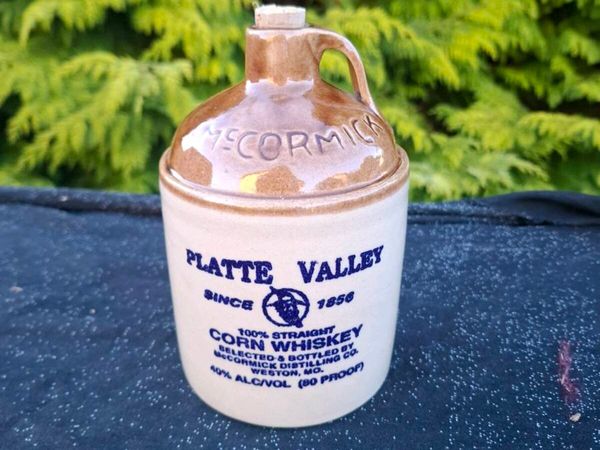 McCORMICK
PLATTE VALLEY
SINCE 1856
100% STRAIGHT
CORN WHISKEY
SELECTED & BOTTLED BY
McCORMICK DISTILLING CO.
WESTON, MO.
40% ALC/VOL (80 PROOF)